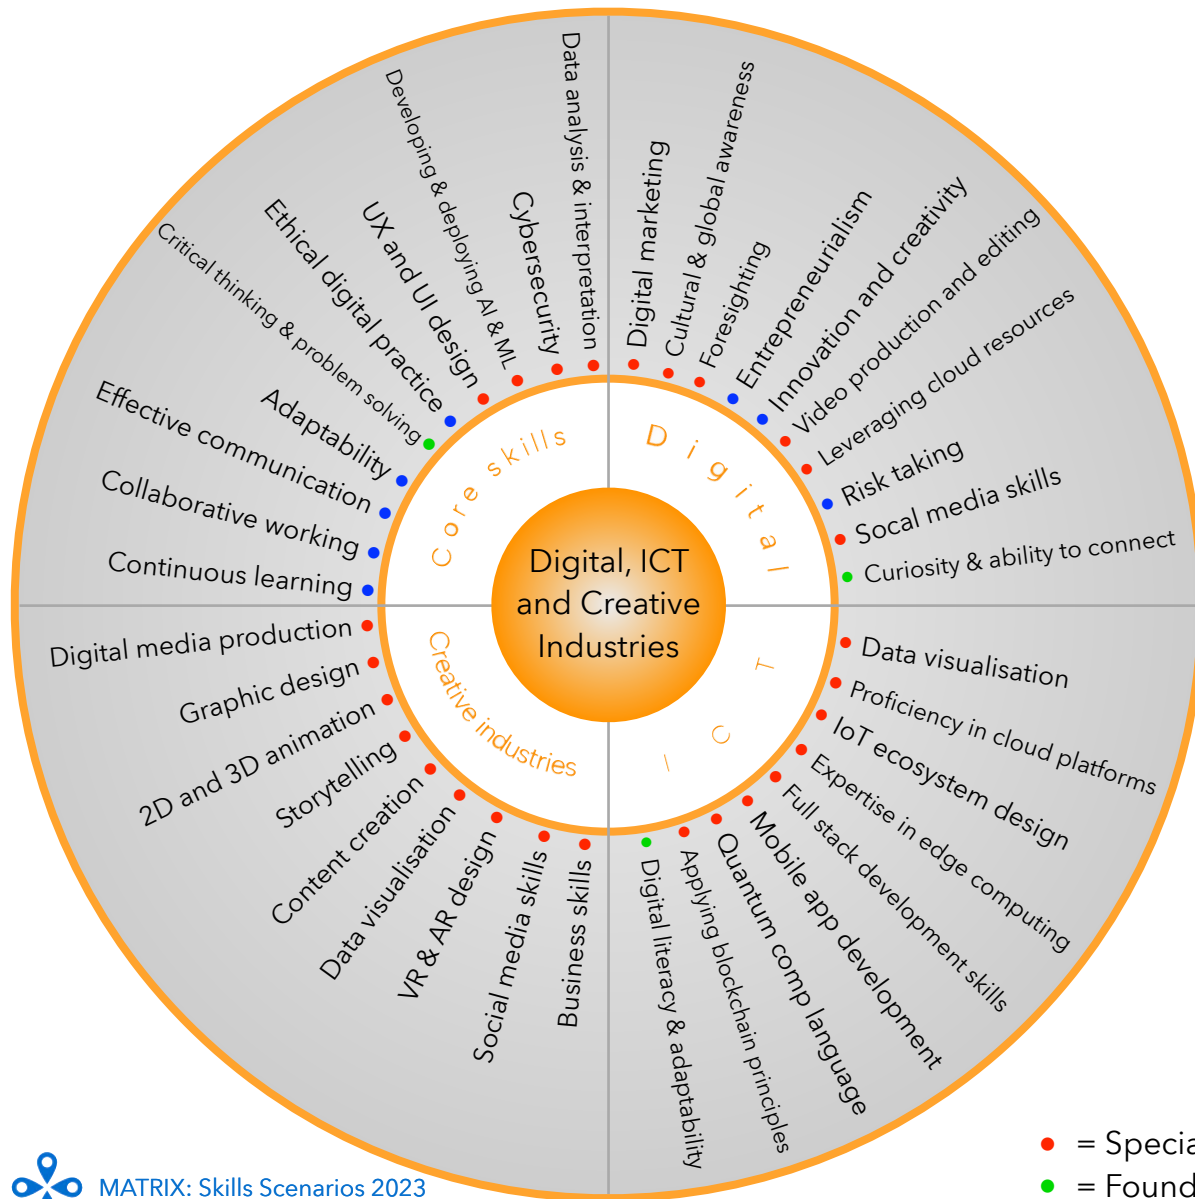 Digital, ICT
and Creative
Industries
Core skills
Digital
ICT
Creative industries
Continuous learning
Collaborative working
Effective communication
Adaptability
Critical thinking & problem solving
Ethical digital practice
UX and UI design
Developing & deploying AI & ML
Cybersecurity
Data analysis & interpretation
Digital marketing
Cultural & global awareness
Foresighting
Entrepreneurialism
Innovation and creativity
Video production and editing
Leveraging cloud resources
Risk taking
Socal media skills
Curiosity & ability to connect
Data visualisation
Proficiency in cloud platforms
IoT ecosystem design
Expertise in edge computing
Full stack development skills
Mobile app development
Quantum comp language
Applying blockchain principles
Digital literacy & adaptability
Business skills
Social media skills
VR & AR design
Data visualisation
Content creation
Storytelling
2D and 3D animation
Graphic design
Digital media production
= Specia
= Found
MATRIX: Skills Scenarios 2023